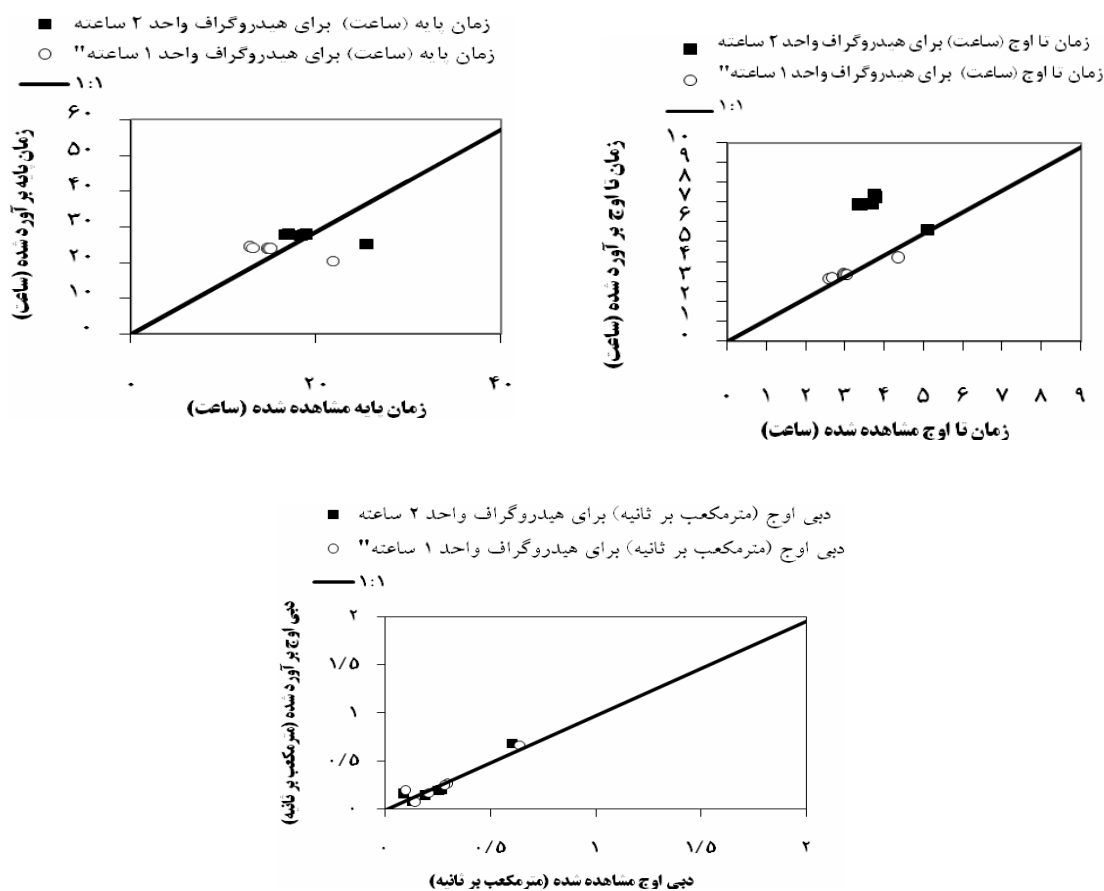 زمان پایه (ساعت) برای هیدروگراف واحد ۲ ساعته
زمان پایه (ساعت) برای هیدروگراف واحد ۱ ساعته"
۱:۱
۶۰
۵۰
۴۰
۳۰
۲۰
۱۰
۰
زمان پایه برآورد شده (ساعت)
۰ ۲۰ ۴۰
زمان پایه مشاهده شده (ساعت)
زمان تا اوج (ساعت) برای هیدروگراف واحد ۲ ساعته
زمان تا اوج (ساعت) برای هیدروگراف واحد ۱ ساعته"
۱:۱
۱۰
۹
۸
۷
۶
۵
۴
۳
۲
۱
۰
زمان تا اوج برآورد شده (ساعت)
۰ ۱ ۲ ۳ ۴ ۵ ۶ ۷ ۸ ۹
زمان تا اوج مشاهده شده (ساعت)
دبی اوج (مترمکعب بر ثانیه) برای هیدروگراف واحد ۲ ساعته
دبی اوج (مترمکعب بر ثانیه) برای هیدروگراف واحد ۱ ساعته"
۱:۱
۲
۱/۵
۱
۰/۵
۰
دبی اوج برآورد شده (مترمکعب بر ثانیه)
۰ ۰/۵ ۱ ۱/۵ ۲
دبی اوج مشاهده شده (مترمکعب بر ثانیه)